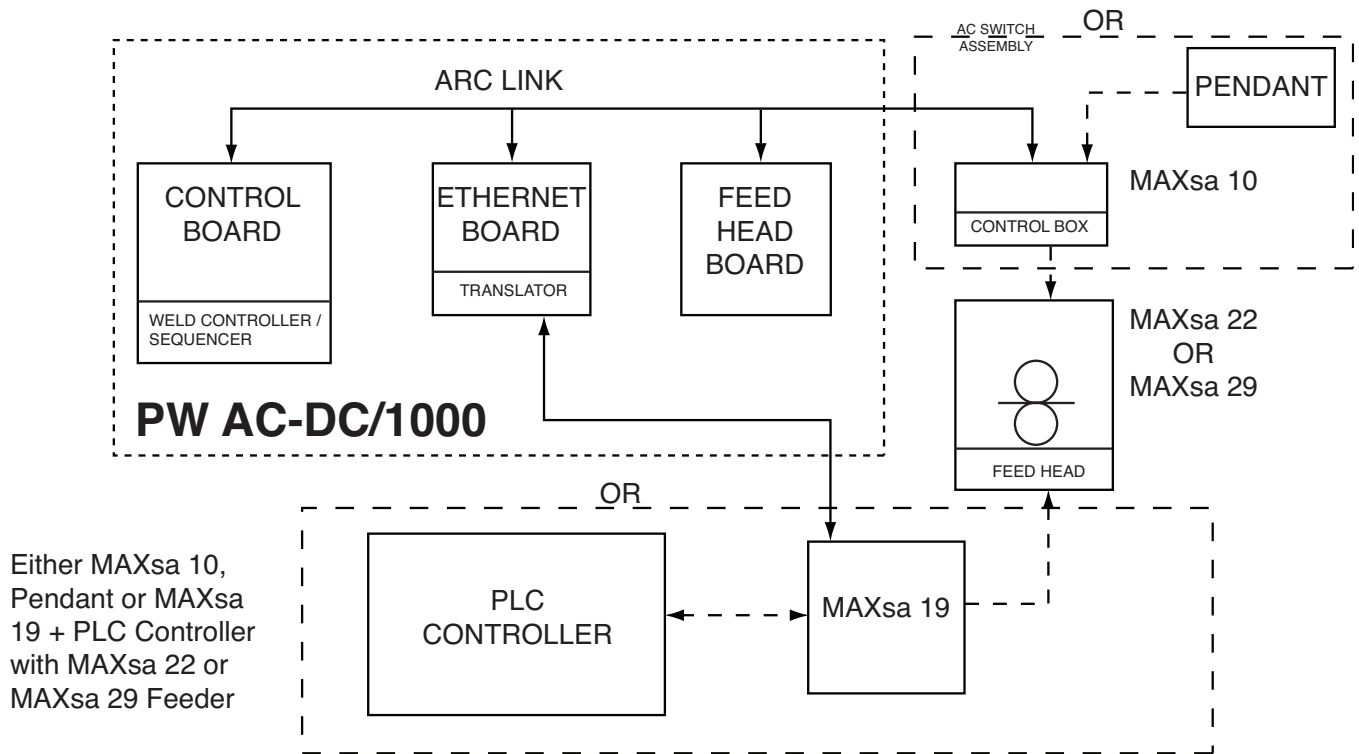 OR
AC SWITCH
ASSEMBLY
ARC LINK
PENDANT
CONTROL
BOARD
WELD CONTROLLER /
SEQUENCER
ETHERNET
BOARD
TRANSLATOR
FEED
HEAD
BOARD
MAXsa 10
CONTROL BOX
PW AC-DC/1000
MAXsa 22
OR
MAXsa 29
FEED HEAD
OR
Either MAXsa 10,
Pendant or MAXsa
19 + PLC Controller
with MAXsa 22 or
MAXsa 29 Feeder
PLC
CONTROLLER
MAXsa 19